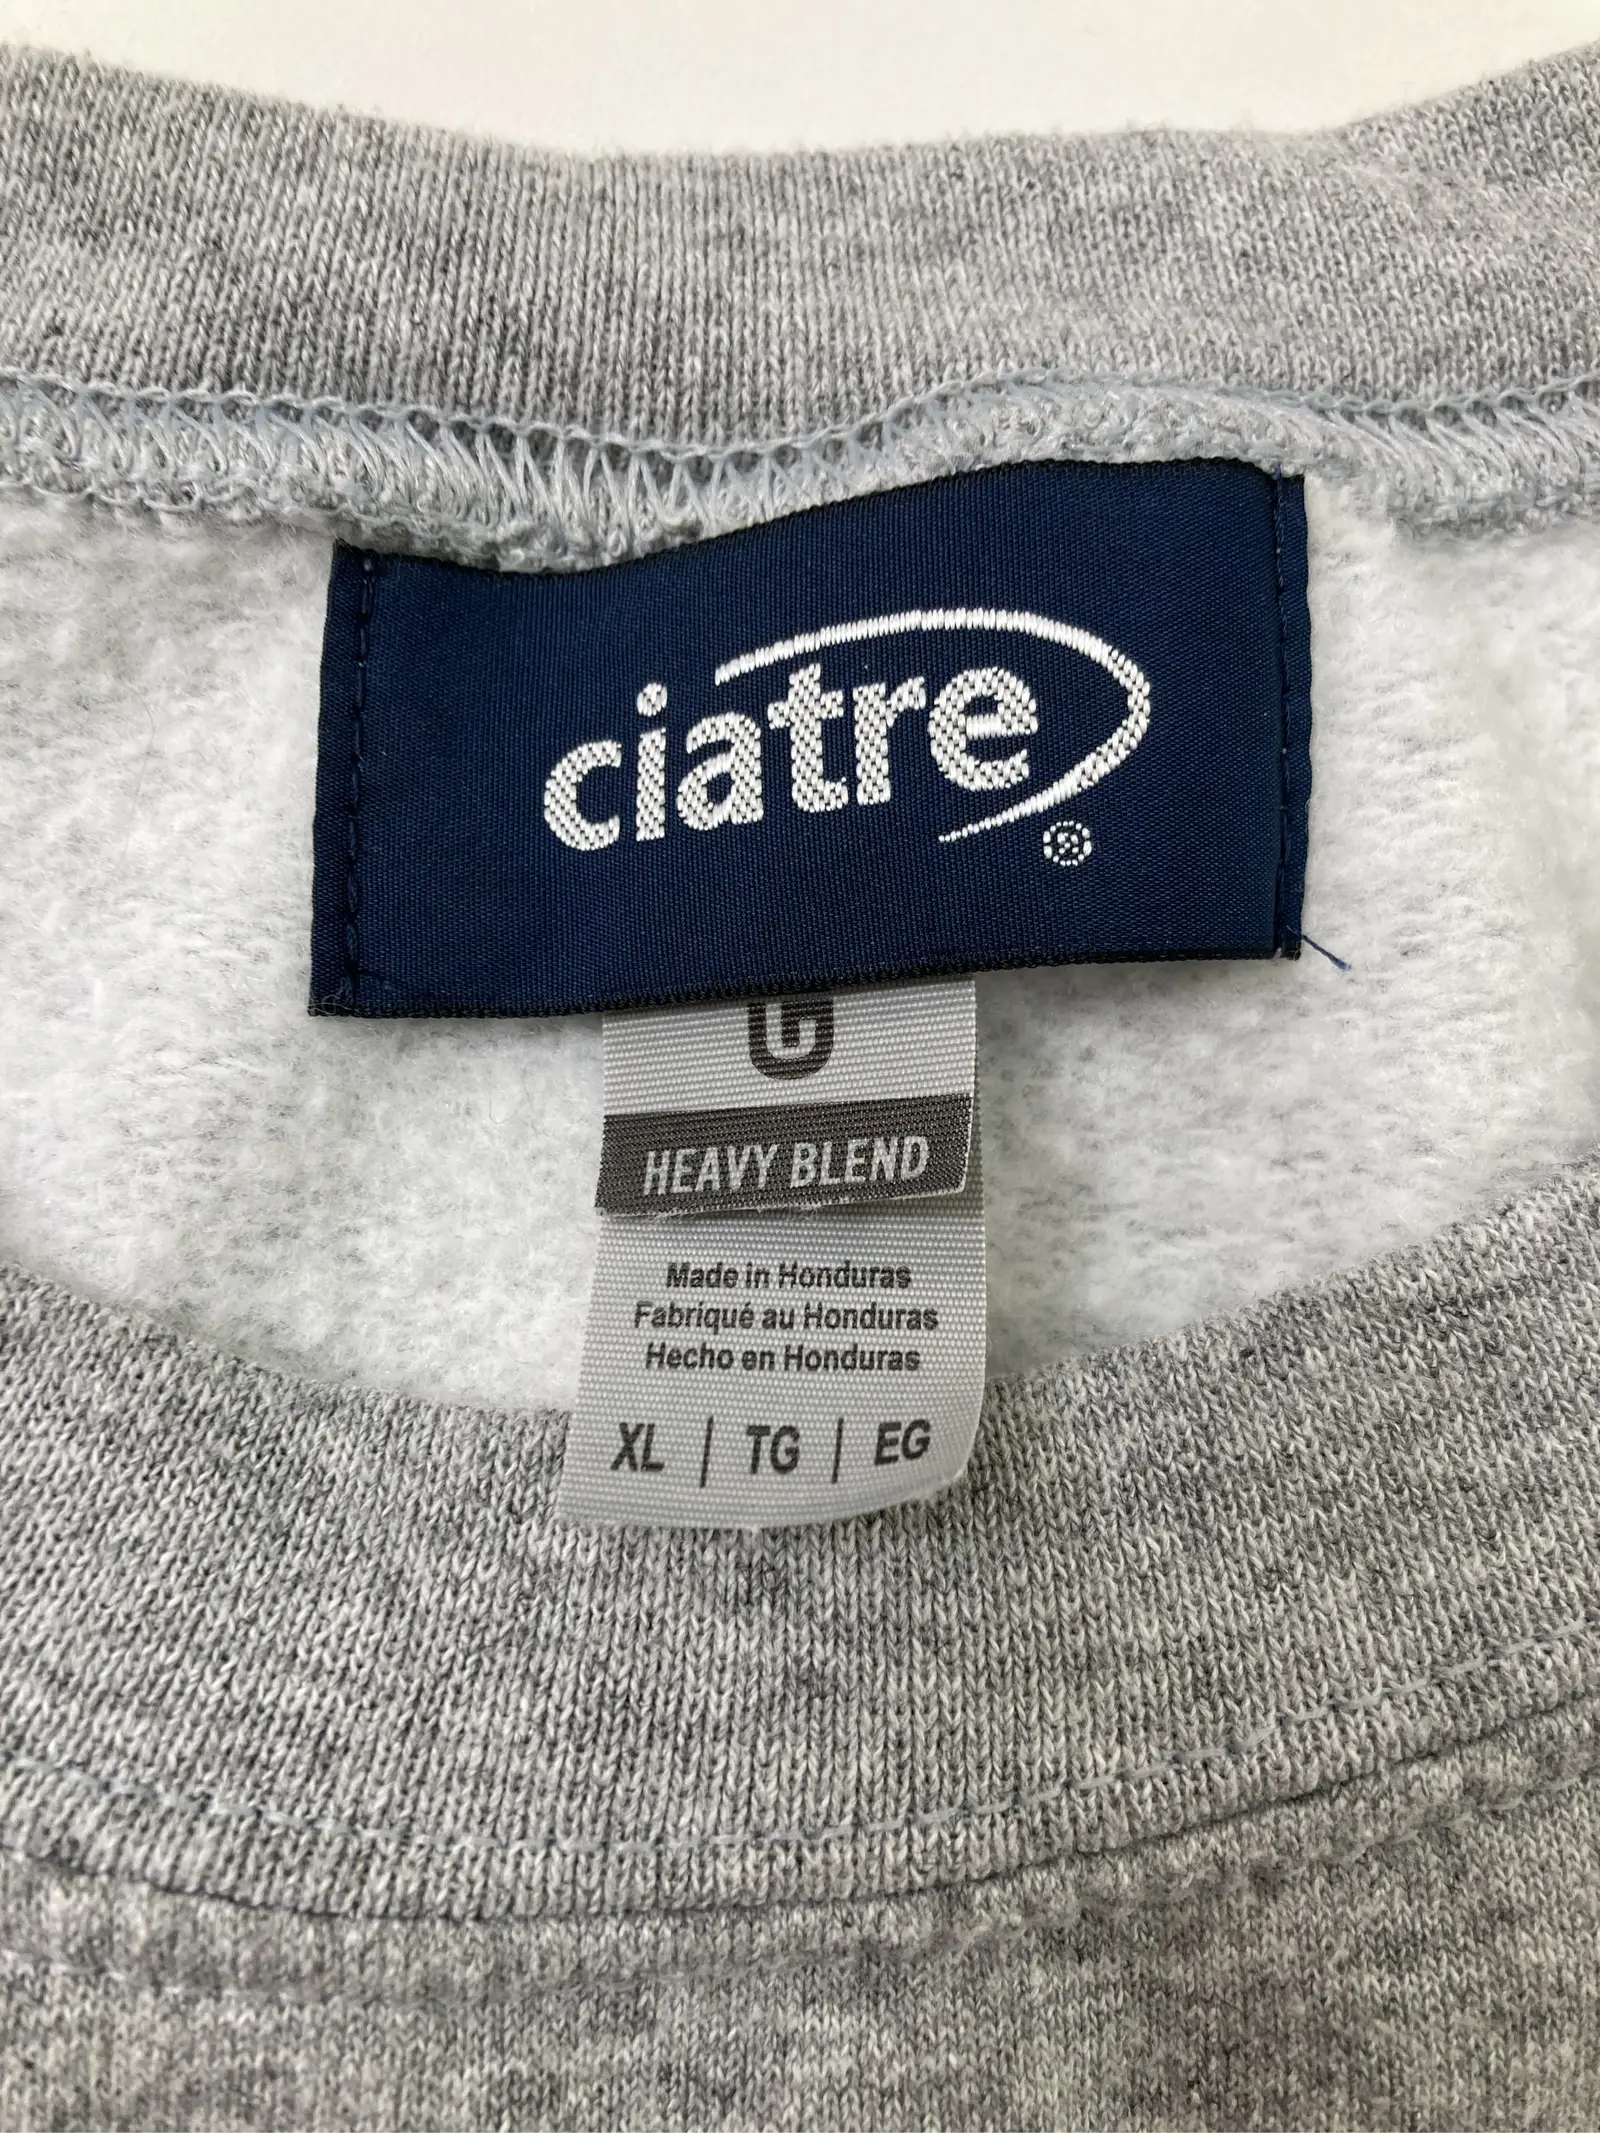 ciatre®
G
HEAVY BLEND
Made in Honduras
Fabriqué au Honduras
Hecho en Honduras
XL | TG | EG